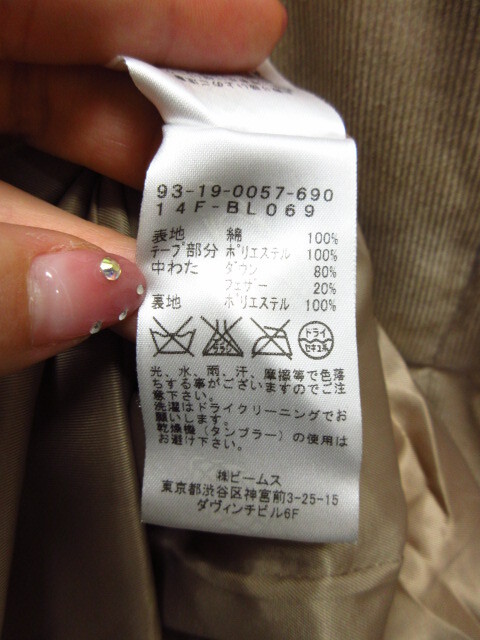 93-19-0057-690
14F-BL069
表地 綿 100%
テープ部分 ポリエステル 100%
中わた ダウン 80%
フェザー 20%
裏地 ポリエステル 100%
ドライ
セキユ系
光、水、雨、汗、摩擦等で色落
ちする事がございますのでご注
意下さい。
洗濯はドライクリーニングでお
願いします。
乾燥機(タンブラー)の使用は
お避け下さい。
㈱ビームス
東京都渋谷区神宮前3-25-15
ダヴィンチビル6F